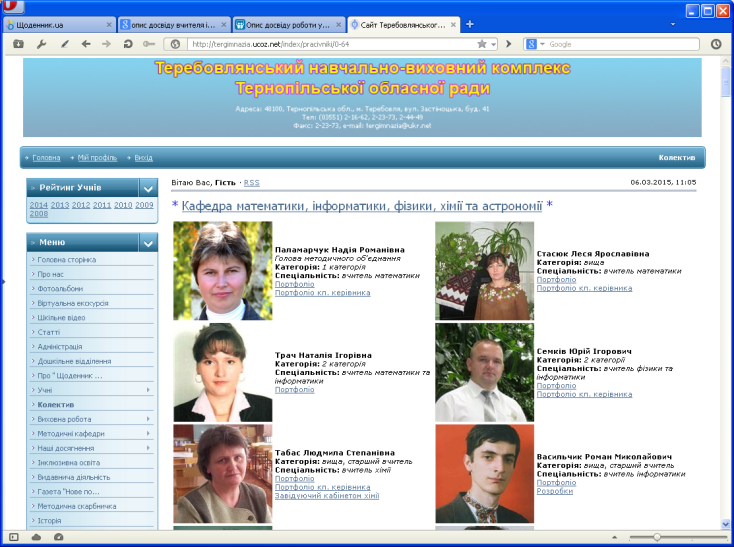 Щоденник.ua
опис досвіду вчителя і...
Опис досвіду роботи у...
Сайт Теребовлянськог...
http://tergimnazia.ucoz.net/index/pracivniki/0-64
Google
Теребовлянський навчально-виховний комплекс
Тернопільської обласної ради
Адреса: 48100, Тернопільська обл., м. Теребовля, вул. Застіноцька, буд. 41
Тел: (03551) 2-16-62, 2-23-73, 2-44-49
Факс: 2-23-73, e-mail: tergimnazia@ukr.net
Головна
Мій профіль
Вихід
Колектив
Рейтинг Учнів
2014 2013 2012 2011 2010 2009
2008
Меню
Головна сторінка
Про нас
Фотоальбоми
Віртуальна екскурсія
Шкільне відео
Статті
Адміністрація
Дошкільне відділення
Про " Щоденник ...
Учні
Колектив
Виховна робота
Методичні кафедри
Наші досягнення
Інклюзивна освіта
Видавнича діяльність
Газета "Нове по...
Методична скарбничка
Історія
Вітаю Вас, Гість · RSS
06.03.2015, 11:05
* Кафедра математики, інформатики, фізики, хімії та астрономії *
Паламарчук Надія Романівна
Голова методичного об'єднання
Категорія: 1 категорія
Спеціальність: вчитель математики
Портфоліо
Портфоліо кл. керівника
Стасюк Леся Ярославівна
Категорія: вища
Спеціальність: вчитель математики
Портфоліо
Портфоліо кл. керівника
Трач Наталія Ігорівна
Категорія: 2 категорія
Спеціальність: вчитель математики та
інформатики
Портфоліо
Семків Юрій Ігорович
Категорія: 2 категорії
Спеціальність: вчитель фізики та
інформатики
Портфоліо
Портфоліо кл. керівника
Табас Людмила Степанівна
Категорія: вища, старший вчитель
Спеціальність: вчитель хімії
Портфоліо
Портфоліо кл. керівника
Завідуючий кабінетом хімії
Васильчик Роман Миколайович
Категорія: вища, старший вчитель
Спеціальність: вчитель інформатики
Портфоліо
Розробки